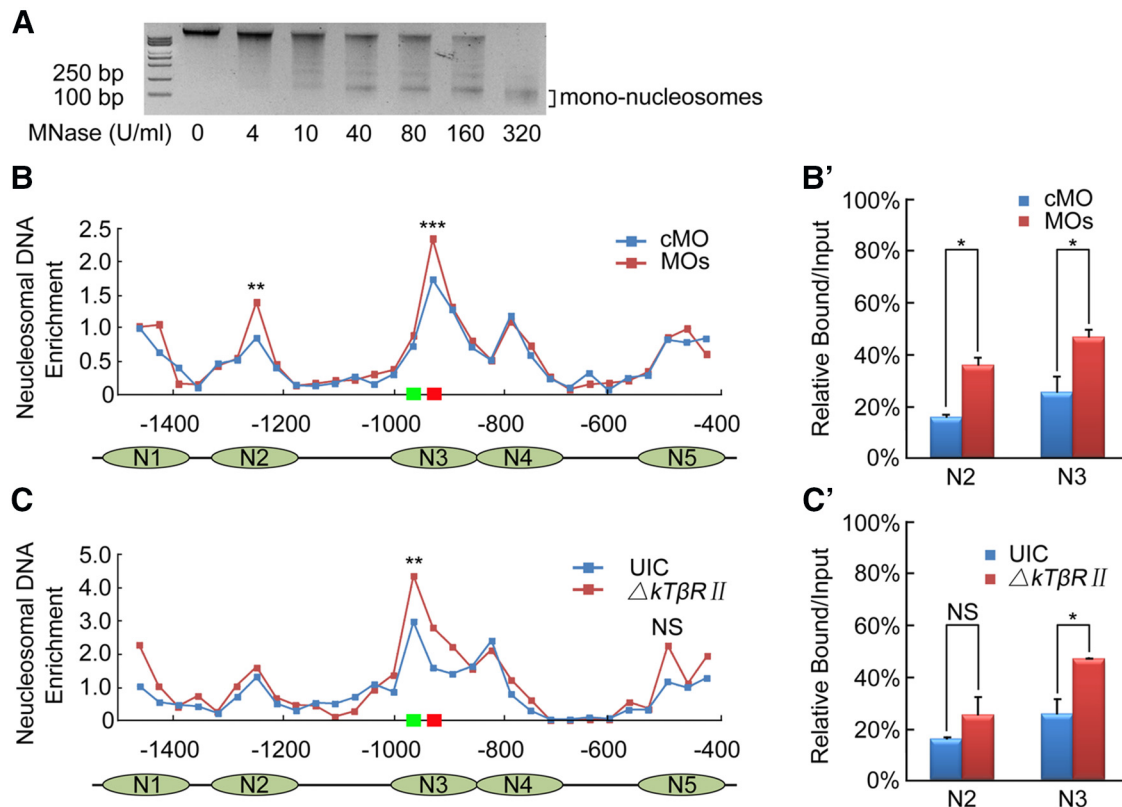 A
250 bp
100 bp
mono-nucleosomes
MNase (U/ml) 0 4 10 40 80 160 320
B
Neucleosomal DNA
Enrichment
2.5
2.0
1.5
1.0
0.5
0
**
***
cMO
MOs
-1400 -1200 -1000 -800 -600 -400
N1 N2 N3 N4 N5
B'
Relative Bound/Input
100%
80%
60%
40%
20%
0%
cMO
MOs
* *
N2 N3
C
Neucleosomal DNA
Enrichment
5.0
4.0
3.0
2.0
1.0
0
**
NS
UIC
△kTβR II
-1400 -1200 -1000 -800 -600 -400
N1 N2 N3 N4 N5
C'
Relative Bound/Input
100%
80%
60%
40%
20%
0%
UIC
△kTβR II
NS *
N2 N3